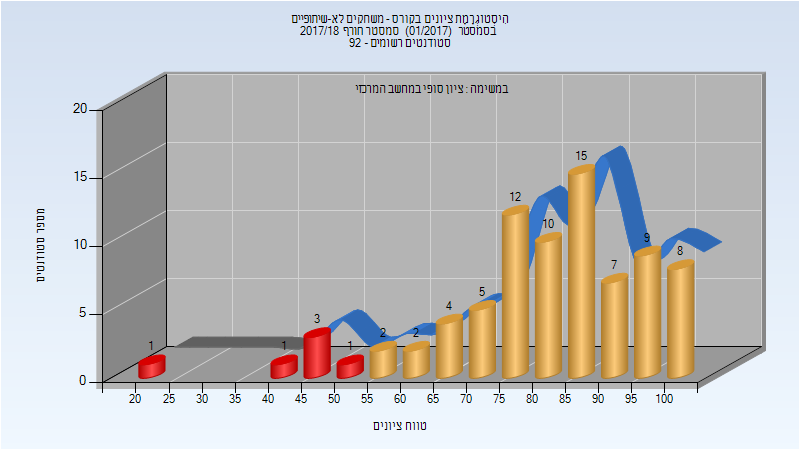 היסטוגרמת ציונים בקורס - משחקים לא-שיתופיים
בסמסטר (01/2017) סמסטר חורף 2017/18
סטודנטים רשומים - 92
במשימה : ציון סופי במחשב המרכזי
מספר סטודנטים
20
15
10
5
0
1
1
3
1
2
2
4
5
12
10
15
7
9
8
20 25 30 35 40 45 50 55 60 65 70 75 80 85 90 95 100
טווח ציונים